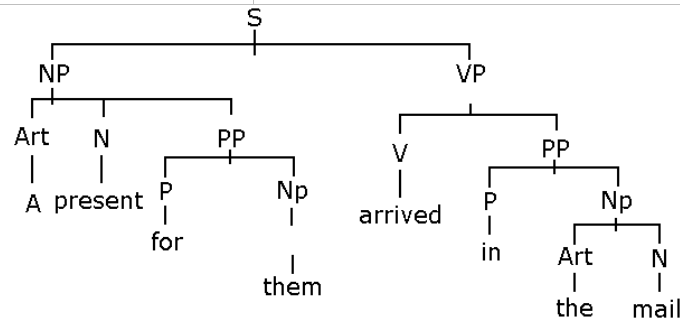 S
NP VP
Art N PP
V PP
A present P Np
arrived P Np
for
in Art N
them
the mail